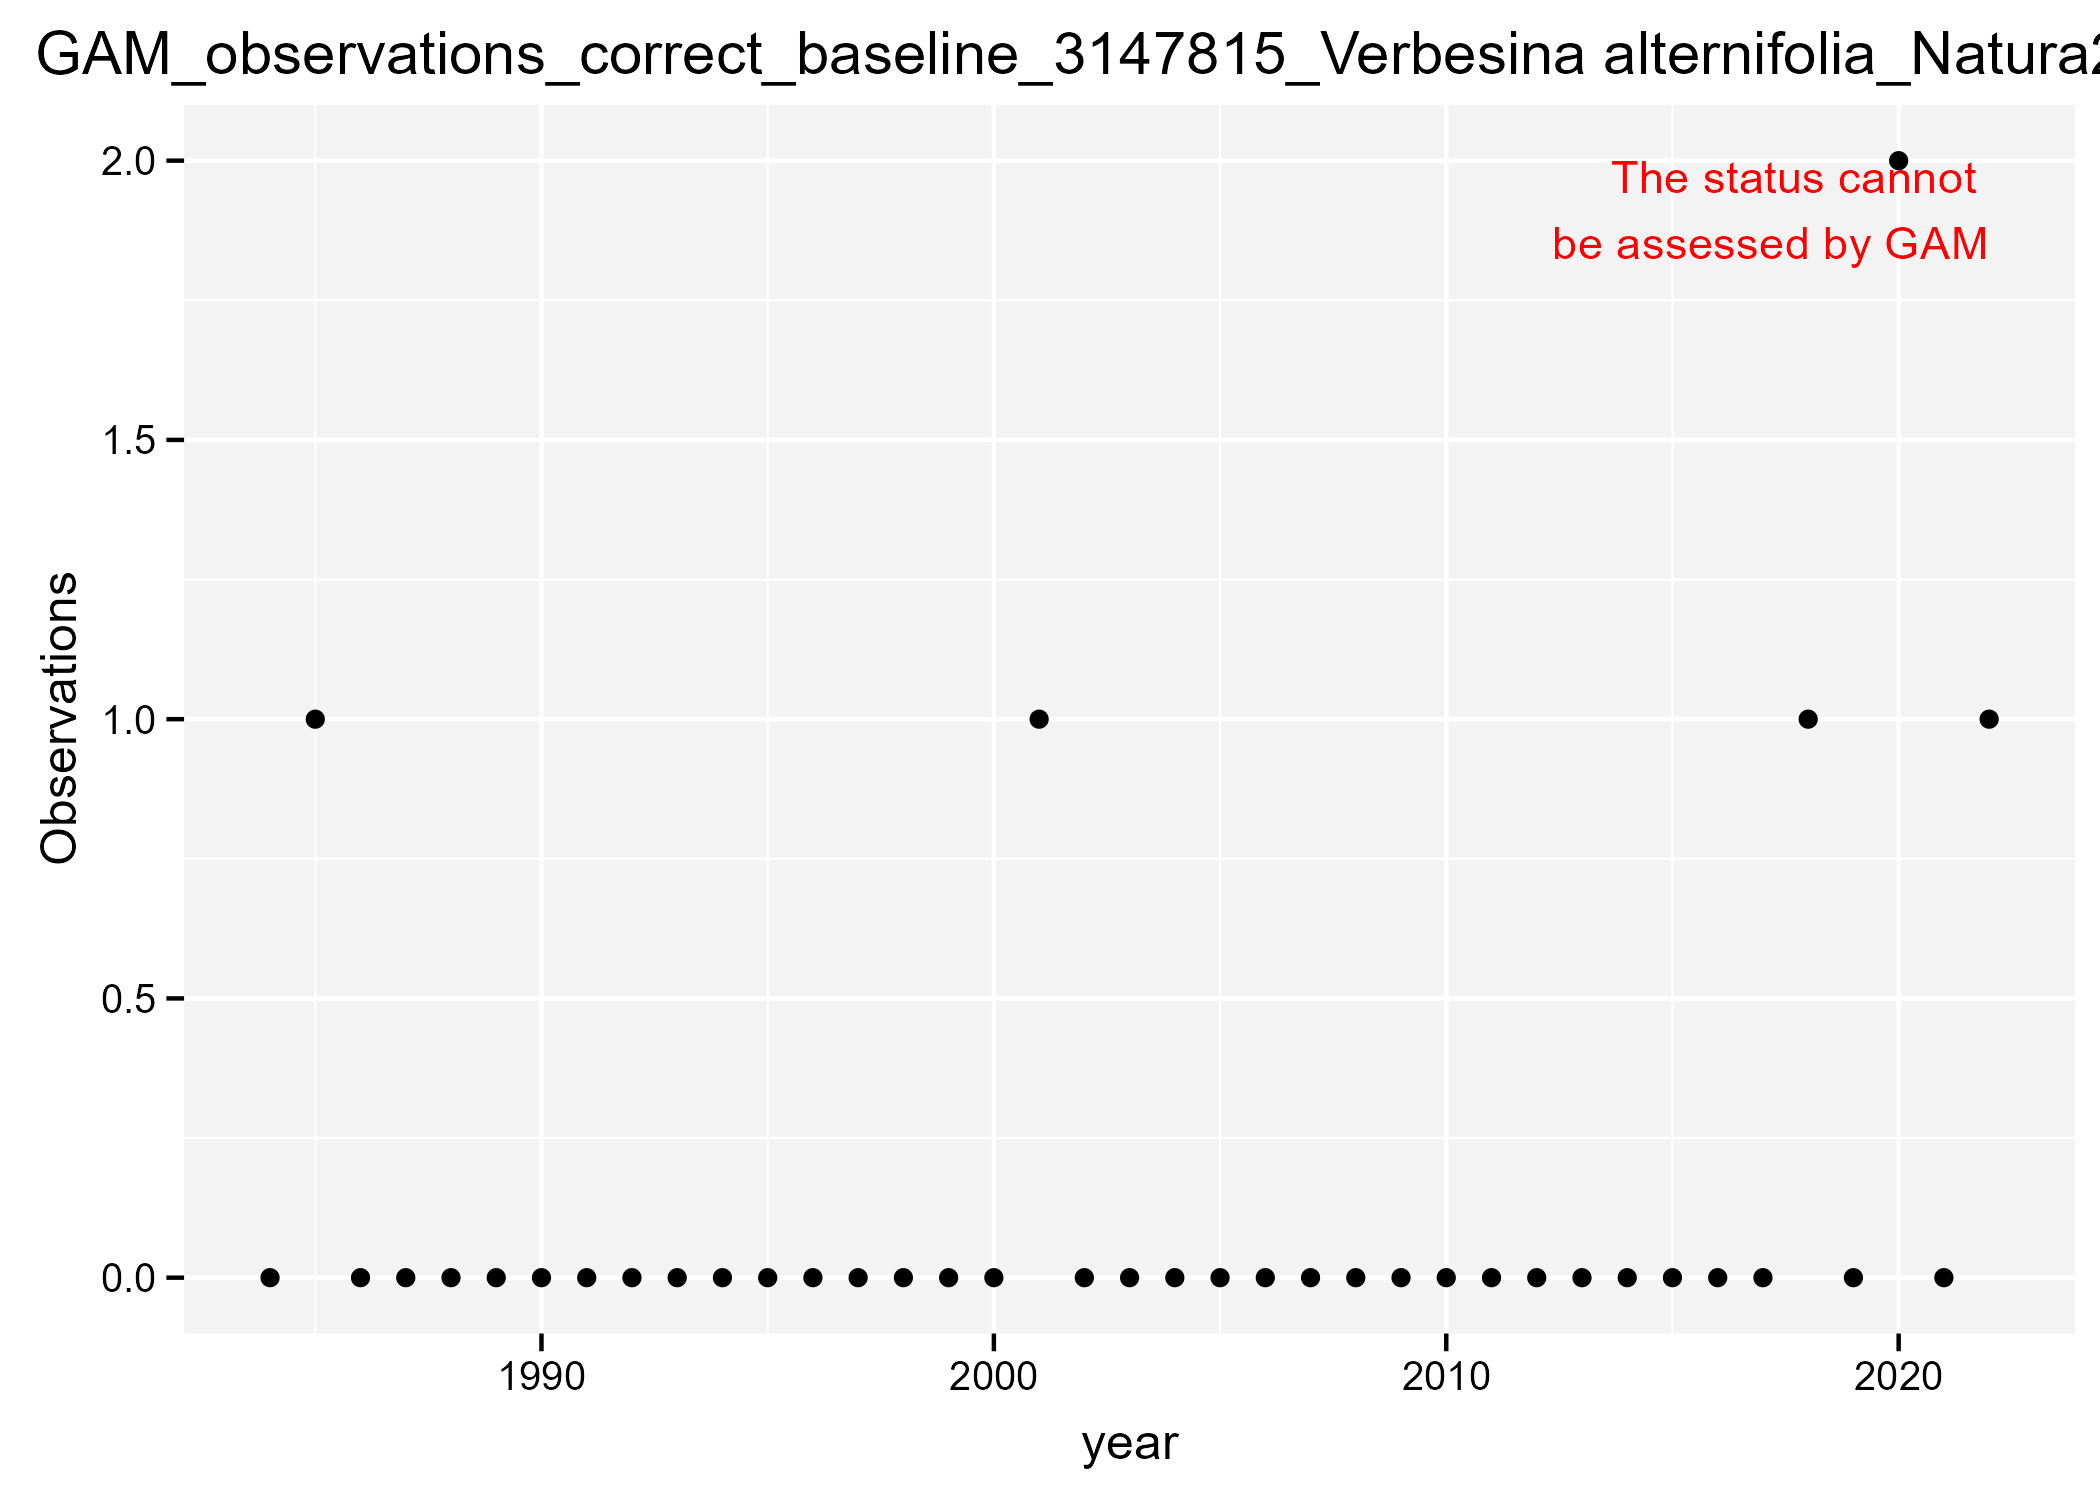 GAM_observations_correct_baseline_3147815_Verbesina alternifolia_Natura2
2.0
The status cannot
be assessed by GAM
1.5
Observations
1.0
0.5
0.0
1990 2000 2010 2020
year